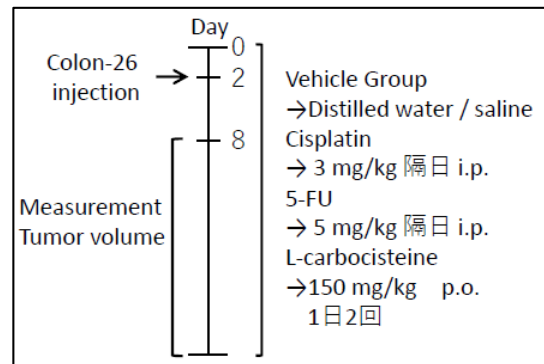 Day
0
Colon-26
injection
2
8
Measurement
Tumor volume
Vehicle Group
→Distilled water / saline
Cisplatin
→ 3 mg/kg 隔日 i.p.
5-FU
→ 5 mg/kg 隔日 i.p.
L-carbocisteine
→150 mg/kg p.o.
1日2回